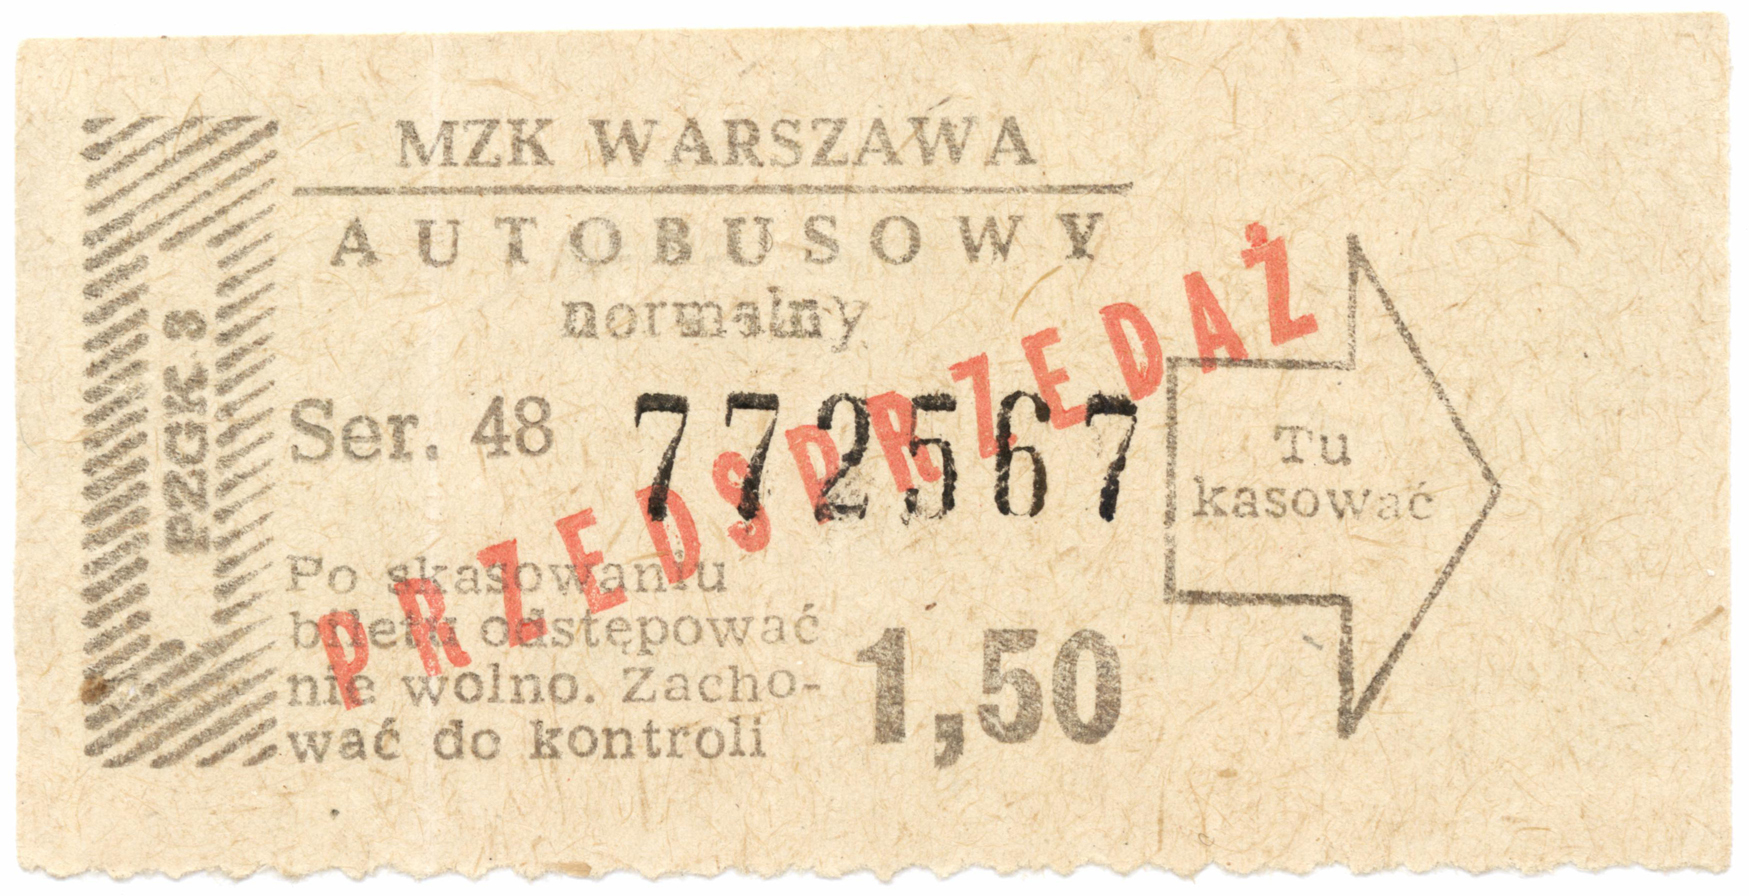 MZK WARSZAWA
AUTOBUSOWY
normalny
PZGK 3
Ser. 48 772567
PRZEDSPRZEDAŻ
Tu
kasować
Po skasowaniu
biletu odstępować
nie wolno. Zacho-
wać do kontroli
1,50